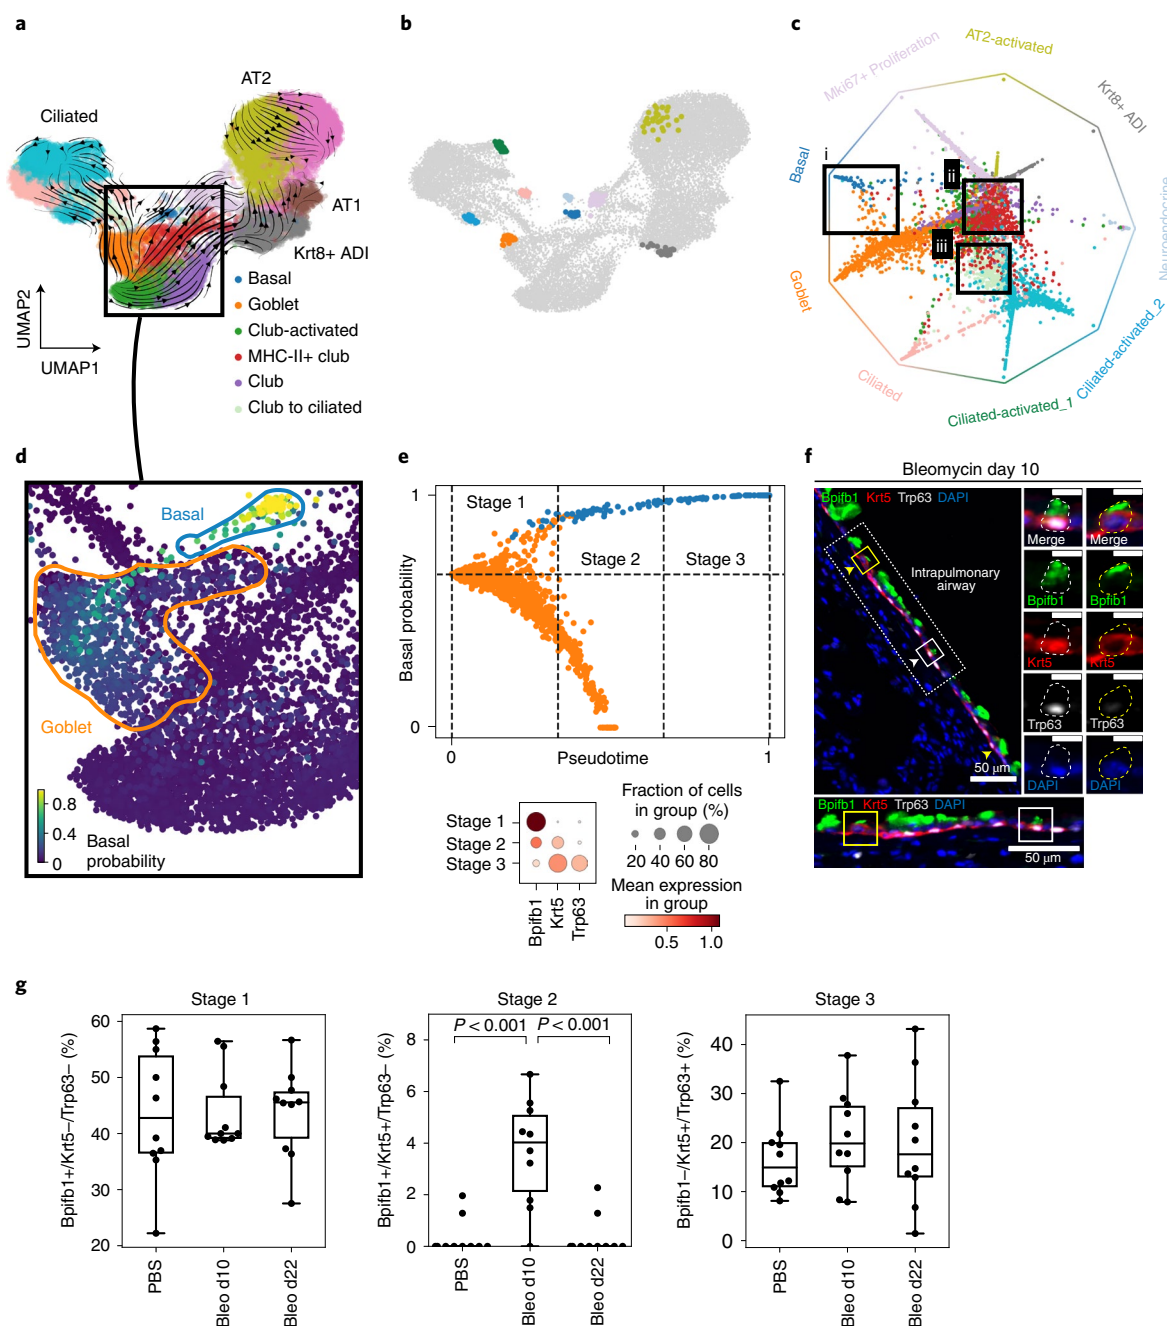 a
AT2
Ciliated
AT1
Krt8+ ADI
UMAP2
UMAP1
Basal
Goblet
Club-activated
MHC-II+ club
Club
Club to ciliated
b
c
AT2-activated
Mki67+ Proliferation
Krt8+ ADI
Basal
i
ii
iii
Neuroendocrine
Goblet
Ciliated
Ciliated-activated_2
Ciliated-activated_1
d
Basal
Goblet
0.8
0.4
0
Basal
probability
e
1
Stage 1
Stage 2
Stage 3
Basal probability
0
0
Pseudotime
1
Stage 1
Stage 2
Stage 3
Bpifb1
Krt5
Trp63
Fraction of cells
in group (%)
20 40 60 80
Mean expression
in group
0.5 1.0
f
Bleomycin day 10
Bpifb1 Krt5 Trp63 DAPI
Intrapulmonary
airway
50 µm
Merge
Merge
Bpifb1
Bpifb1
Krt5
Krt5
Trp63
Trp63
DAPI
DAPI
Bpifb1 Krt5 Trp63 DAPI
50 µm
g
Stage 1
Bpifb1+/Krt5–/Trp63– (%)
60
50
40
30
20
PBS
Bleo d10
Bleo d22
Stage 2
P < 0.001
P < 0.001
Bpifb1+/Krt5+/Trp63– (%)
8
6
4
2
0
PBS
Bleo d10
Bleo d22
Stage 3
Bpifb1–/Krt5+/Trp63+ (%)
40
30
20
10
0
PBS
Bleo d10
Bleo d22